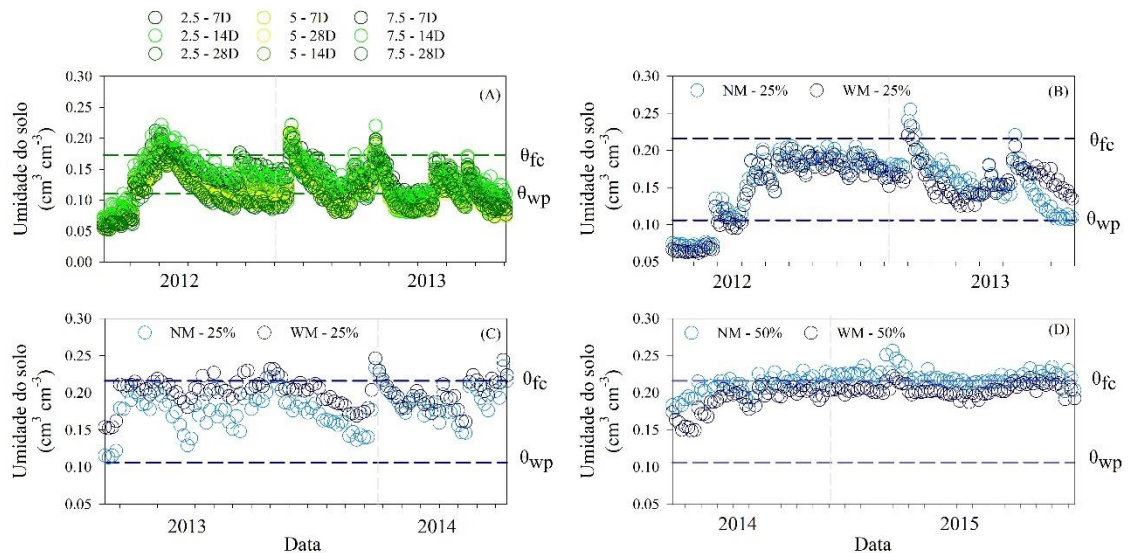 2.5 - 7D 5 - 7D 7.5 - 7D
2.5 - 14D 5 - 28D 7.5 - 14D
2.5 - 28D 5 - 14D 7.5 - 28D
Umidade do solo
(cm³ cm⁻³)
0.30
0.25
0.20
0.15
0.10
0.05
0.00
(A)
θfc
θwp
2012 2013
Umidade do solo
(cm³ cm⁻³)
0.30
0.25
0.20
0.15
0.10
0.05
NM - 25% WM - 25%
(B)
θfc
θwp
2012 2013
Umidade do solo
(cm³ cm⁻³)
0.30
0.25
0.20
0.15
0.10
0.05
NM - 25% WM - 25%
(C)
θfc
θwp
2013 2014
Data
Umidade do solo
(cm³ cm⁻³)
0.30
0.25
0.20
0.15
0.10
0.05
NM - 50% WM - 50%
(D)
θfc
θwp
2014 2015
Data